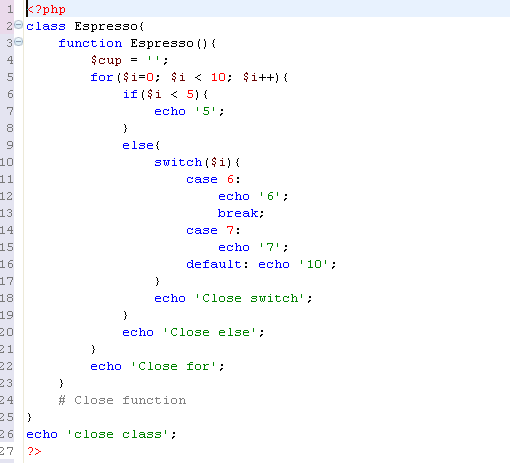 1 <?php
2 class Espresso{
3     function Espresso(){
4         $cup = '';
5         for($i=0; $i < 10; $i++){
6             if($i < 5){
7                 echo '5';
8             }
9             else{
10                 switch($i){
11                     case 6:
12                         echo '6';
13                         break;
14                     case 7:
15                         echo '7';
16                     default: echo '10';
17                 }
18                 echo 'Close switch';
19             }
20             echo 'Close else';
21         }
22         echo 'Close for';
23     }
24     # Close function
25 }
26 echo 'close class';
27 ?>